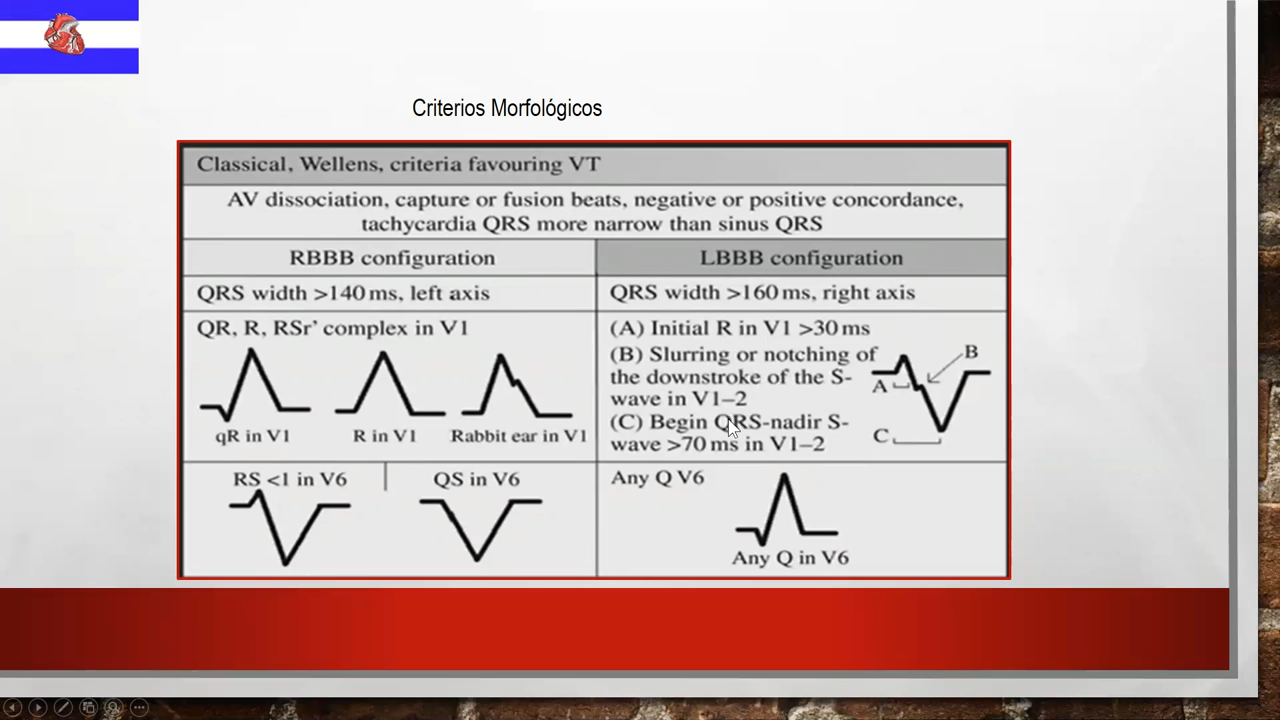 Criterios Morfológicos
Classical, Wellens, criteria favouring VT
AV dissociation, capture or fusion beats, negative or positive concordance,
tachycardia QRS more narrow than sinus QRS
RBBB configuration
LBBB configuration
QRS width >140 ms, left axis
QRS width >160 ms, right axis
QR, R, RSr' complex in V1
qR in V1
R in V1
Rabbit ear in V1
(A) Initial R in V1 >30 ms
(B) Slurring or notching of
the downstroke of the S-
wave in V1–2
(C) Begin QRS-nadir S-
wave >70 ms in V1–2
A
B
C
RS <1 in V6
QS in V6
Any Q V6
Any Q in V6